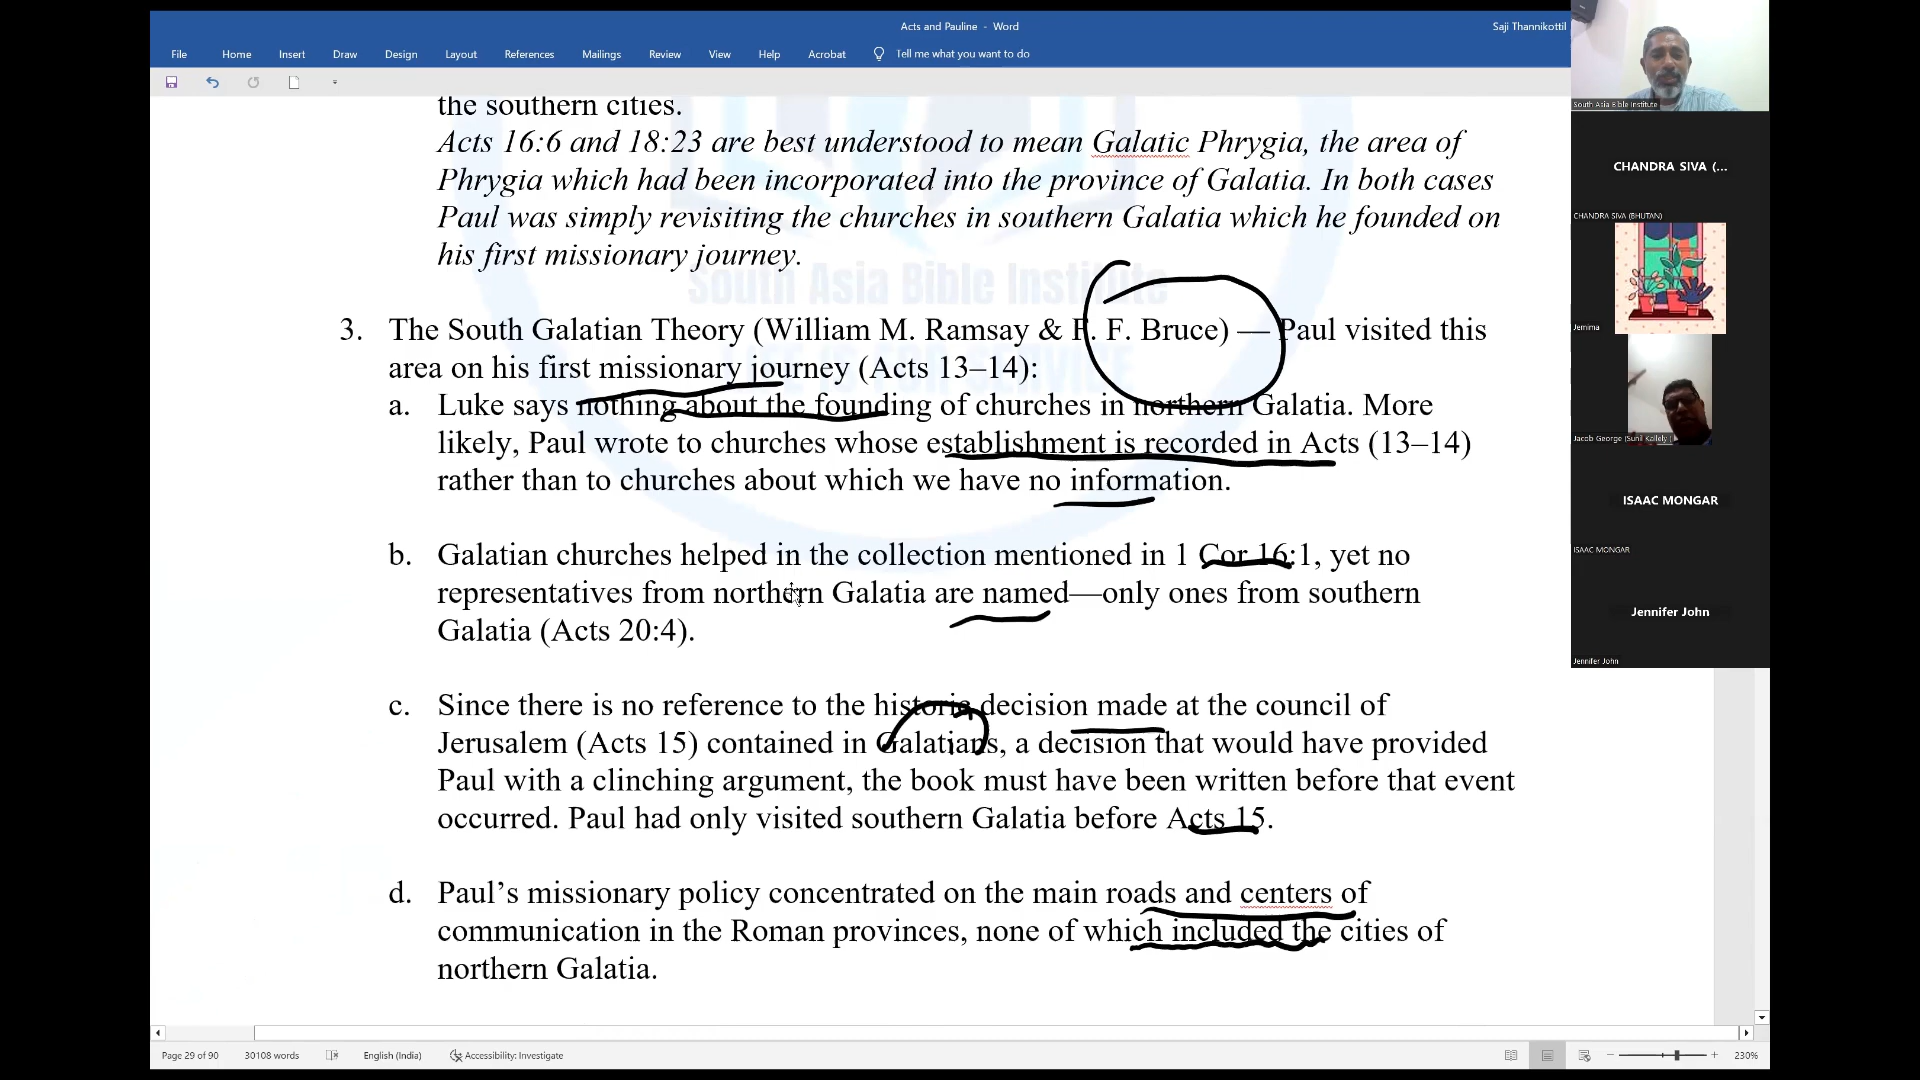 Acts and Pauline - Word
Saji Thannikottil
File Home Insert Draw Design Layout References Mailings Review View Help Acrobat Tell me what you want to do
the southern cities.
Acts 16:6 and 18:23 are best understood to mean Galatic Phrygia, the area of
Phrygia which had been incorporated into the province of Galatia. In both cases
Paul was simply revisiting the churches in southern Galatia which he founded on
his first missionary journey.
South Asia Bible Institute
3. The South Galatian Theory (William M. Ramsay & F. F. Bruce) — Paul visited this
area on his first missionary journey (Acts 13–14):
a. Luke says nothing about the founding of churches in northern Galatia. More
likely, Paul wrote to churches whose establishment is recorded in Acts (13–14)
rather than to churches about which we have no information.
b. Galatian churches helped in the collection mentioned in 1 Cor 16:1, yet no
representatives from northern Galatia are named—only ones from southern
Galatia (Acts 20:4).
c. Since there is no reference to the historic decision made at the council of
Jerusalem (Acts 15) contained in Galatians, a decision that would have provided
Paul with a clinching argument, the book must have been written before that event
occurred. Paul had only visited southern Galatia before Acts 15.
d. Paul’s missionary policy concentrated on the main roads and centers of
communication in the Roman provinces, none of which included the cities of
northern Galatia.
Page 29 of 90 30108 words English (India) Accessibility: Investigate 230%
South Asia Bible Institute
CHANDRA SIVA (...
CHANDRA SIVA (BHUTAN)
Jemima
Jacob George (Sunil Kallely (
ISAAC MONGAR
ISAAC MONGAR
Jennifer John
Jennifer John